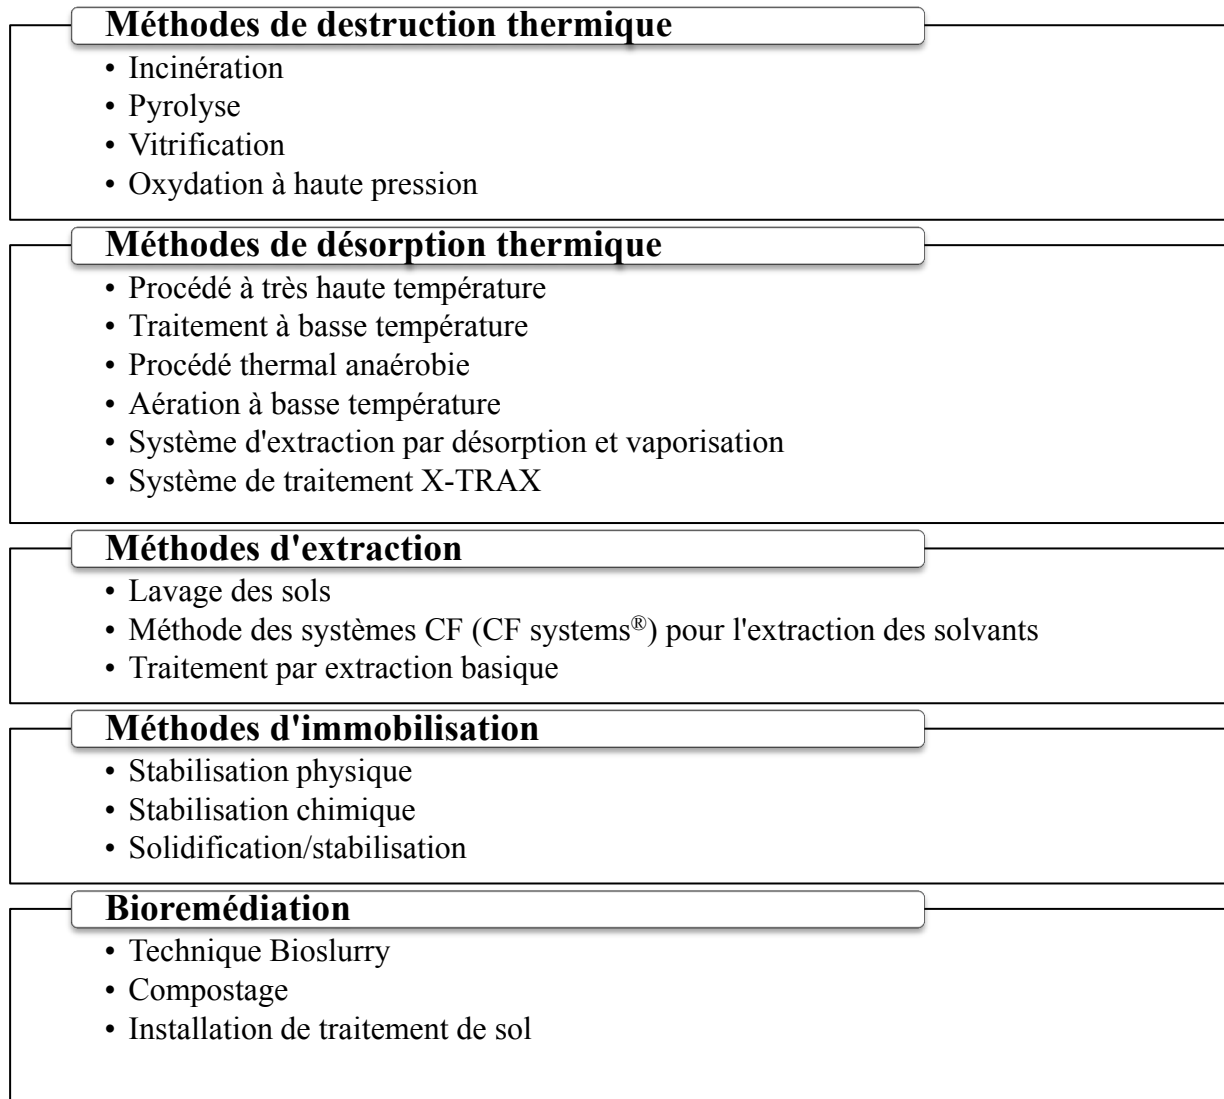 Méthodes de destruction thermique
• Incinération
• Pyrolyse
• Vitrification
• Oxydation à haute pression
Méthodes de désorption thermique
• Procédé à très haute température
• Traitement à basse température
• Procédé thermal anaérobie
• Aération à basse température
• Système d'extraction par désorption et vaporisation
• Système de traitement X-TRAX
Méthodes d'extraction
• Lavage des sols
• Méthode des systèmes CF (CF systems®) pour l'extraction des solvants
• Traitement par extraction basique
Méthodes d'immobilisation
• Stabilisation physique
• Stabilisation chimique
• Solidification/stabilisation
Bioremédiation
• Technique Bioslurry
• Compostage
• Installation de traitement de sol